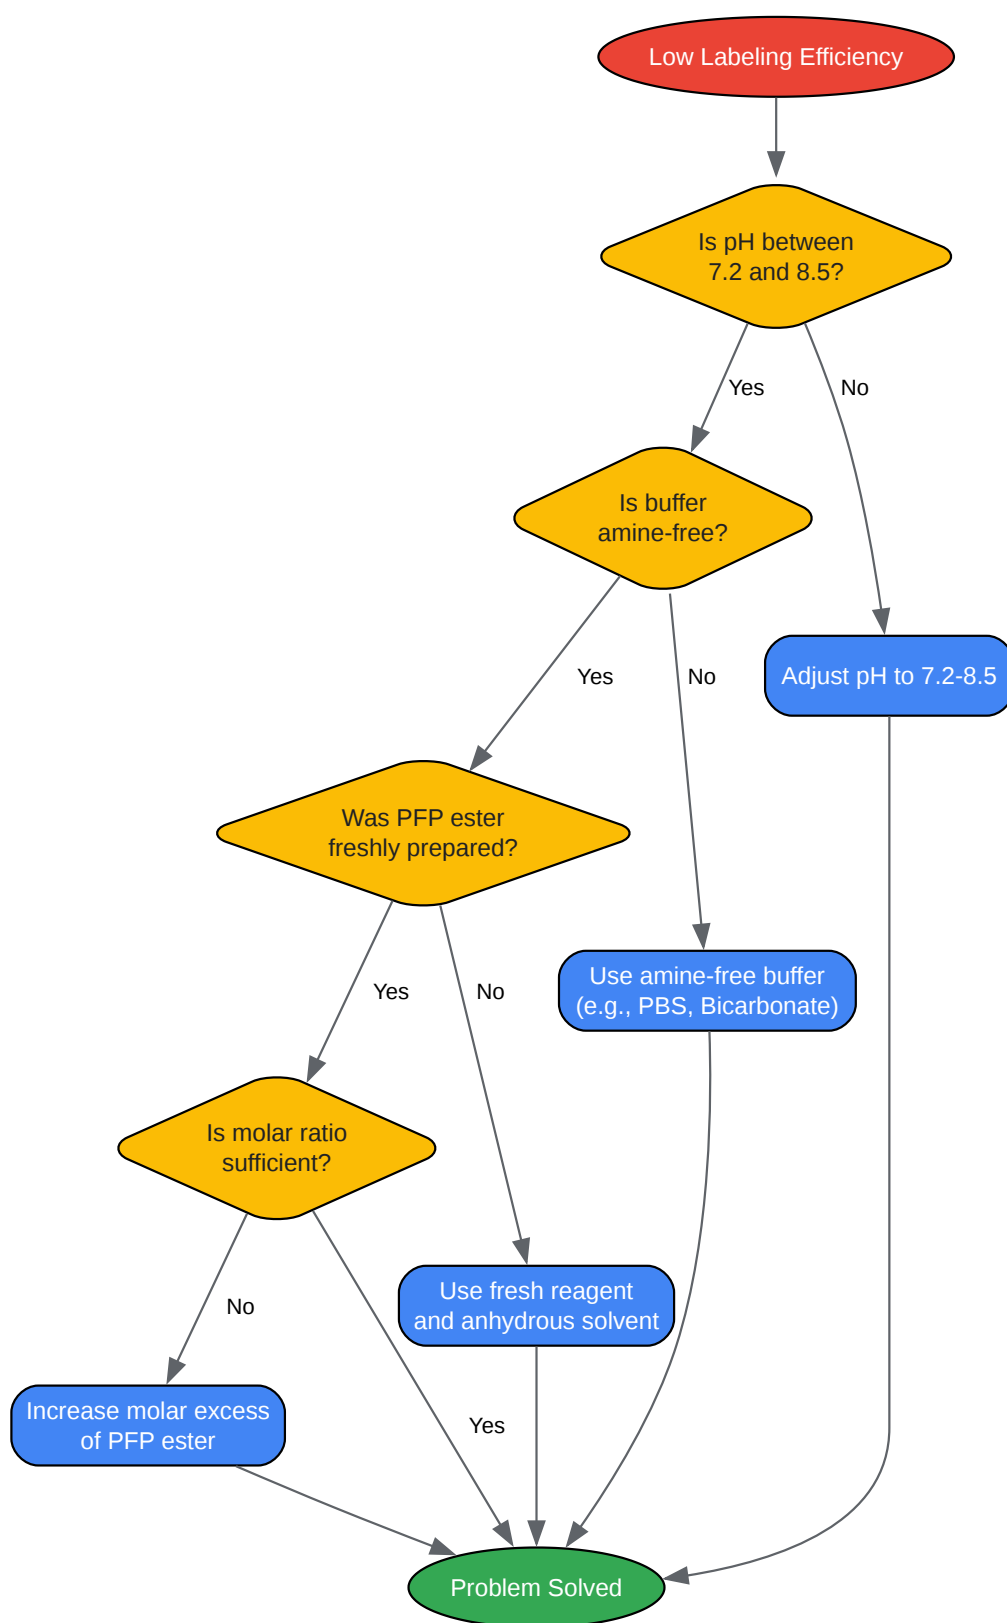 Low Labeling Efficiency
Is pH between
7.2 and 8.5?
Yes
No
Is buffer
amine-free?
Yes
No
Adjust pH to 7.2-8.5
Was PFP ester
freshly prepared?
Yes
No
Use amine-free buffer
(e.g., PBS, Bicarbonate)
Is molar ratio
sufficient?
No
Use fresh reagent
and anhydrous solvent
Increase molar excess
of PFP ester
Yes
Problem Solved